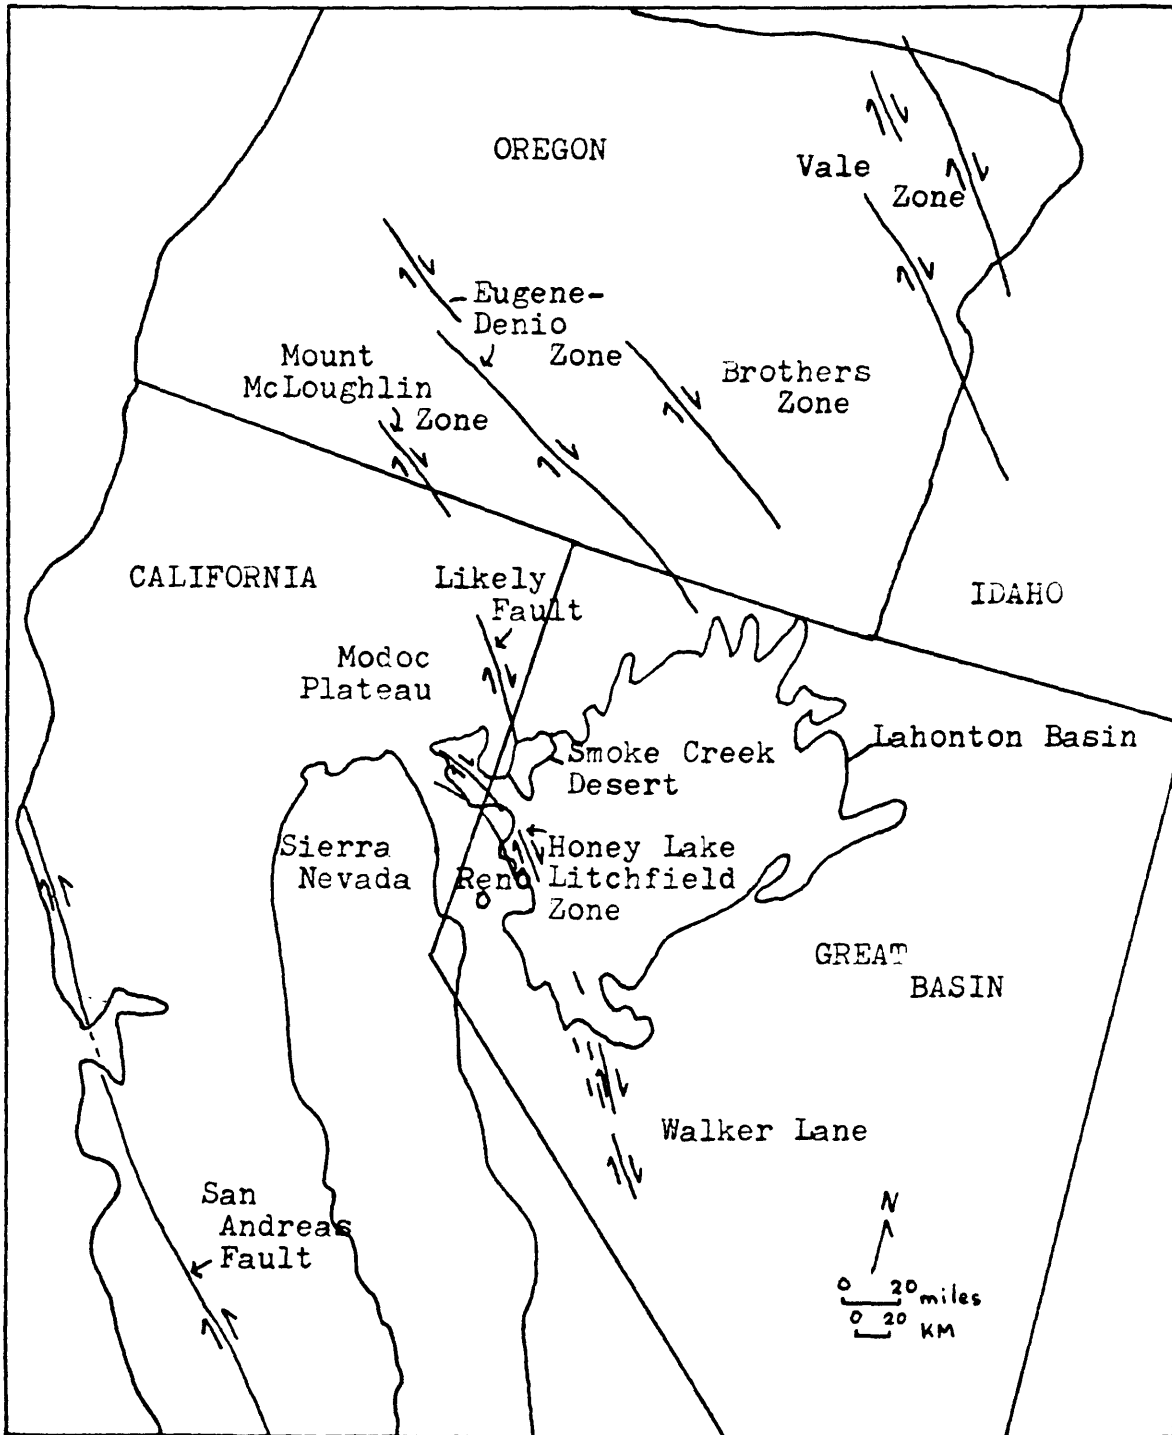 OREGON
Vale
Zone
Eugene-
Denio
Zone
Mount
McLoughlin
Zone
Brothers
Zone
CALIFORNIA
Likely
Fault
IDAHO
Modoc
Plateau
Lahonton Basin
Smoke Creek
Desert
Sierra
Nevada
Reno
Honey Lake
Litchfield
Zone
GREAT
BASIN
Walker Lane
San
Andreas
Fault
N
0 20 miles
0 20 KM